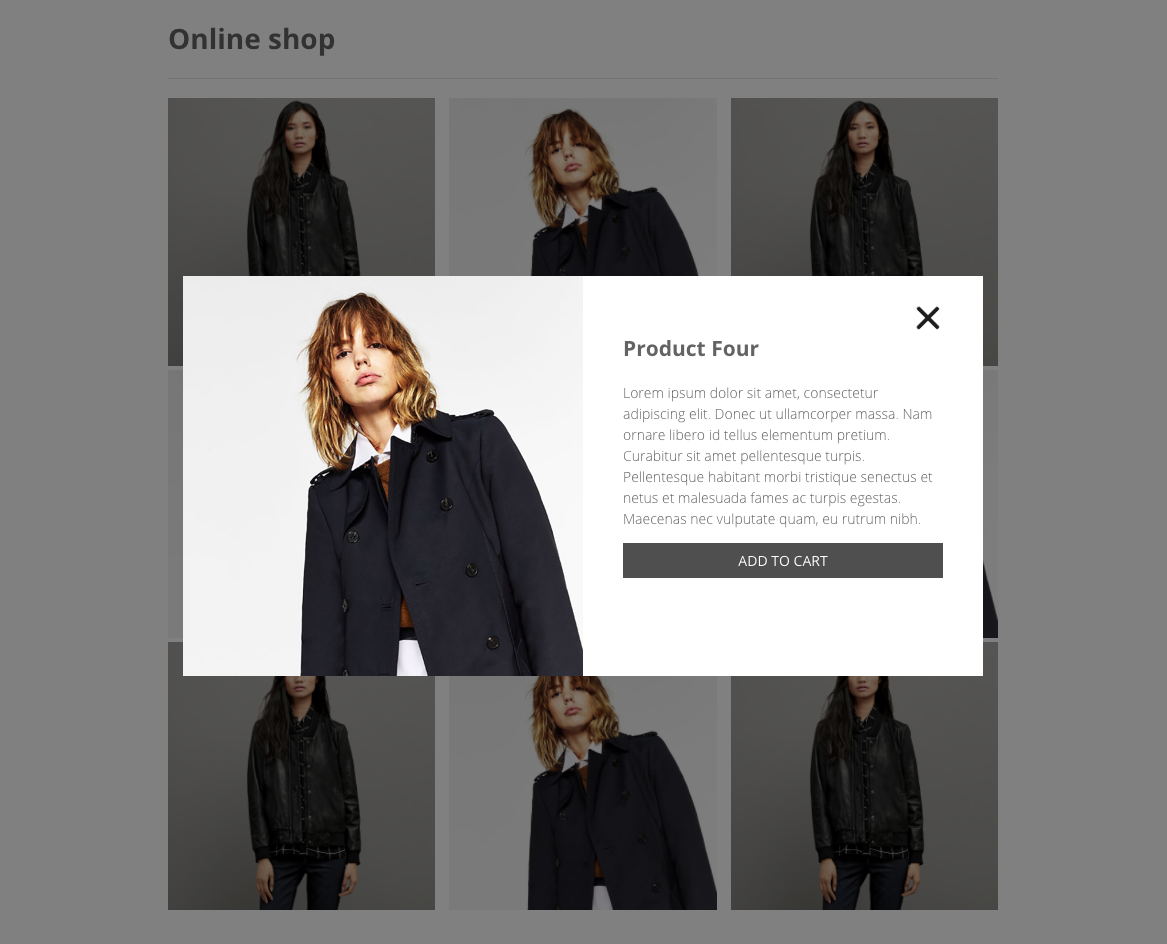 Online shop
Product Four
Lorem ipsum dolor sit amet, consectetur
adipiscing elit. Donec ut ullamcorper massa. Nam
ornare libero id tellus elementum pretium.
Curabitur sit amet pellentesque turpis.
Pellentesque habitant morbi tristique senectus et
netus et malesuada fames ac turpis egestas.
Maecenas nec vulputate quam, eu rutrum nibh.
ADD TO CART